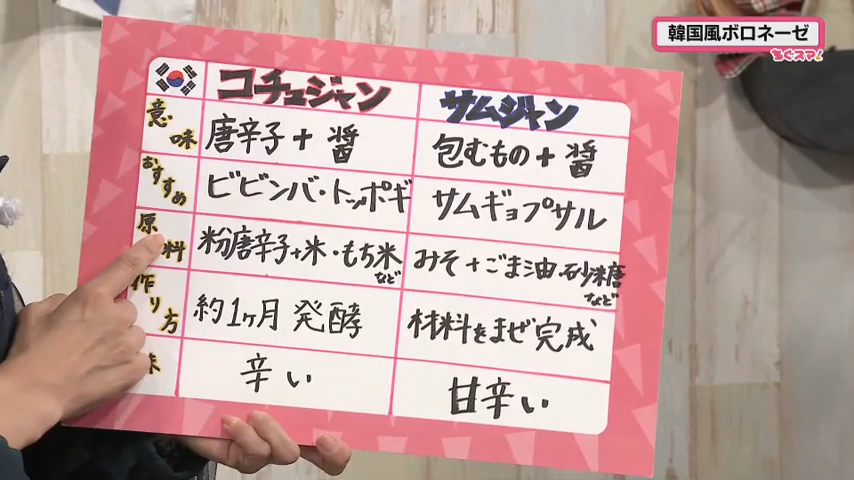 韓国風ボロネーゼ
コチュジャン サムジャン
意味 唐辛子+醤 包むもの+醤
おすすめ ビビンバ・トッポギ サムギョプサル
原料 粉唐辛子+米・もち米など みそ+ごま油・砂糖など
作り方 約1ヶ月 発酵 材料をまぜ完成
味 辛い 甘辛い